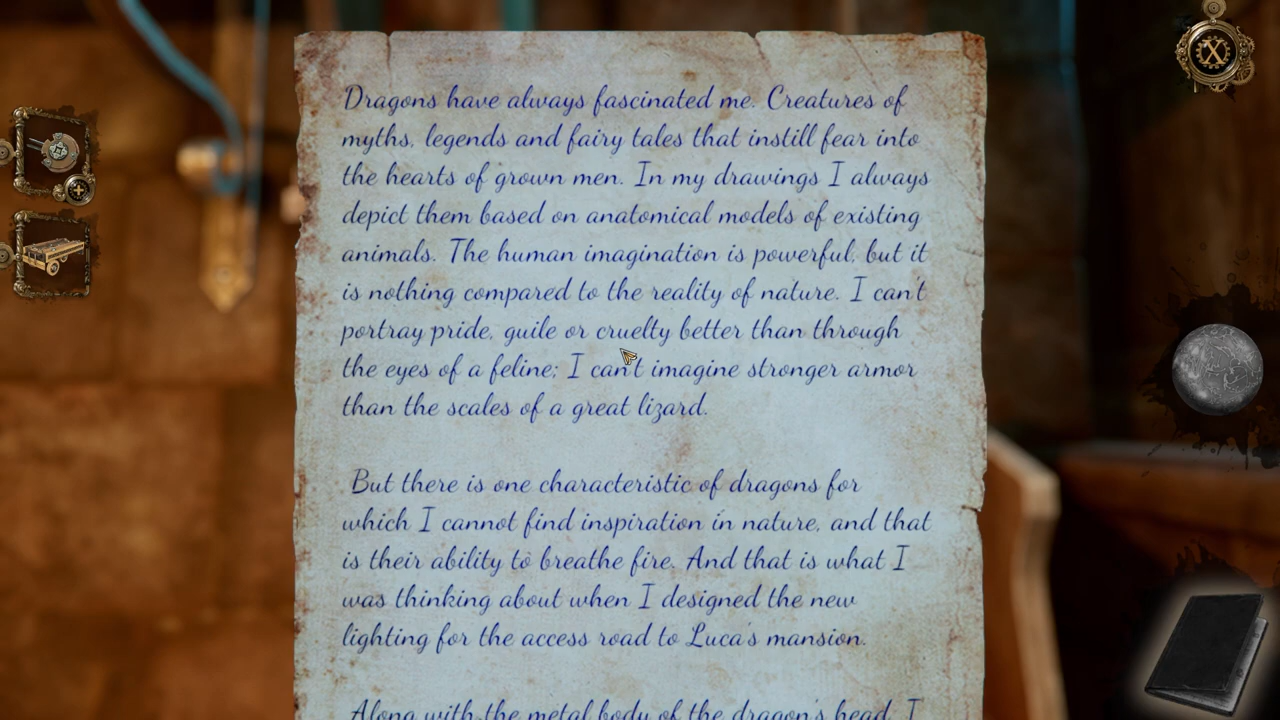 Dragons have always fascinated me. Creatures of
myths, legends and fairy tales that instill fear into
the hearts of grown men. In my drawings I always
depict them based on anatomical models of existing
animals. The human imagination is powerful, but it
is nothing compared to the reality of nature. I can't
portray pride, guile or cruelty better than through
the eyes of a feline; I can't imagine stronger armor
than the scales of a great lizard.
But there is one characteristic of dragons for
which I cannot find inspiration in nature, and that
is their ability to breathe fire. And that is what I
was thinking about when I designed the new
lighting for the access road to Luca's mansion.
Along with the metal body of the dragon's head, I
X